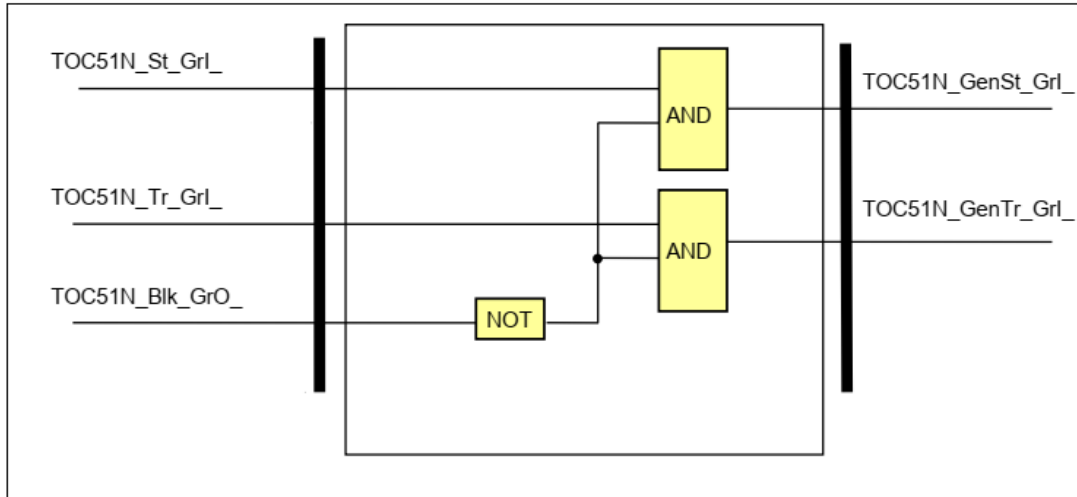 TOC51N_St_GrI_
TOC51N_GenSt_GrI_
AND
TOC51N_Tr_GrI_
TOC51N_GenTr_GrI_
AND
TOC51N_Blk_GrO_
NOT